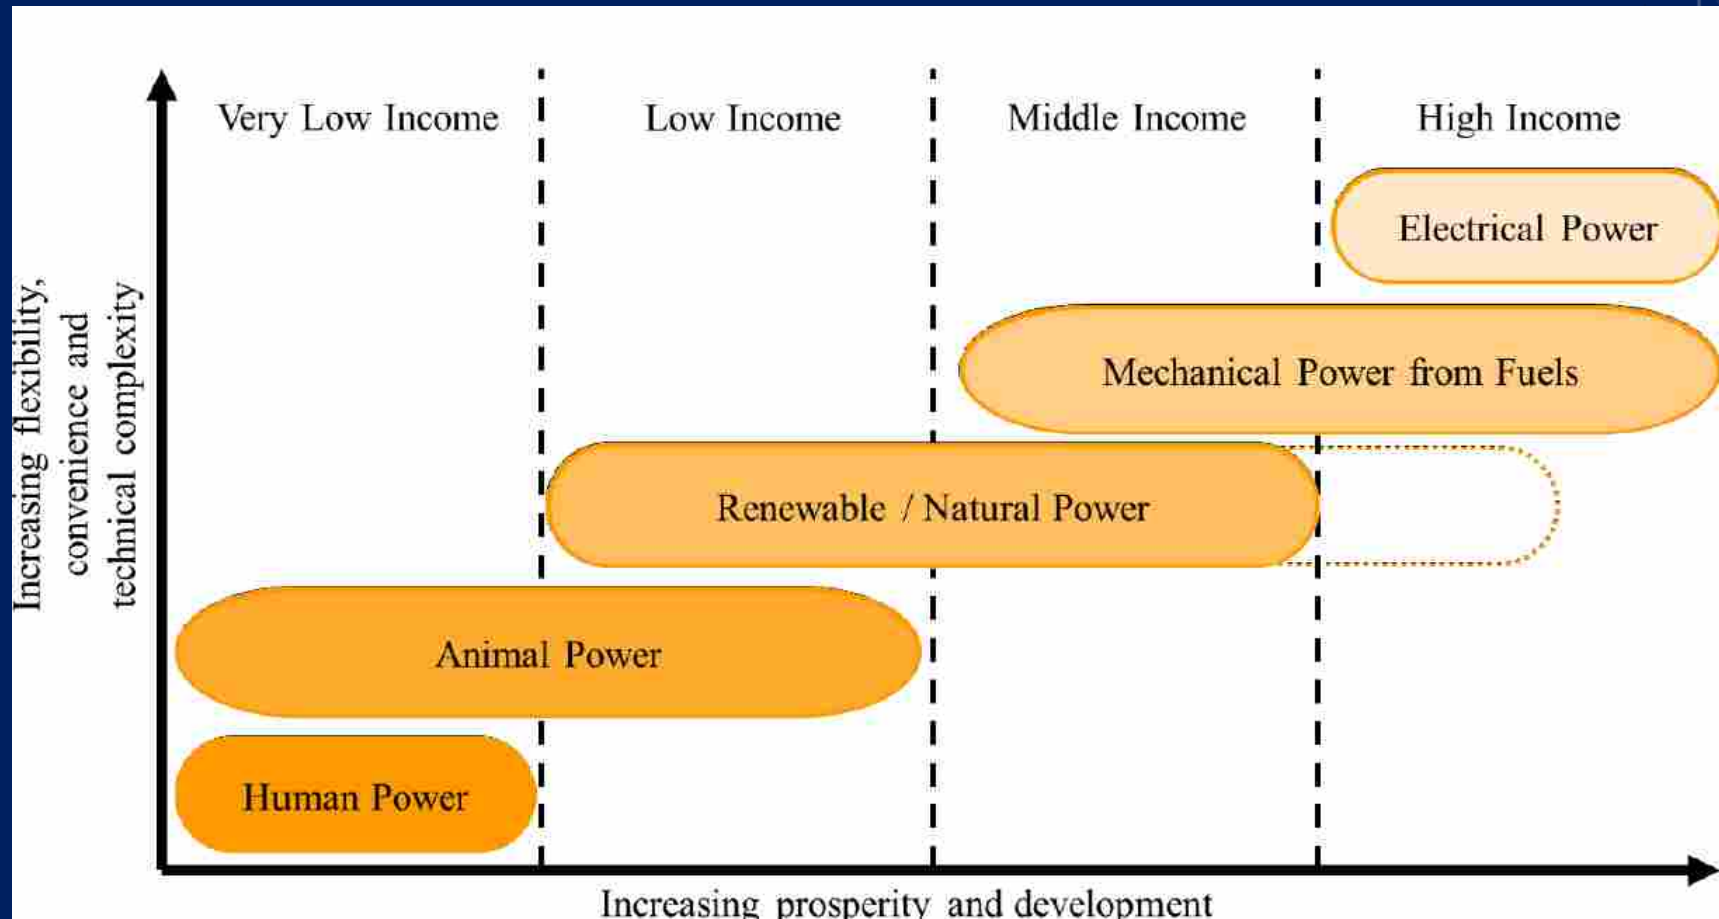 Very Low Income
Low Income
Middle Income
High Income
Electrical Power
Mechanical Power from Fuels
Renewable / Natural Power
Animal Power
Human Power
Increasing flexibility,
convenience and
technical complexity
Increasing prosperity and development